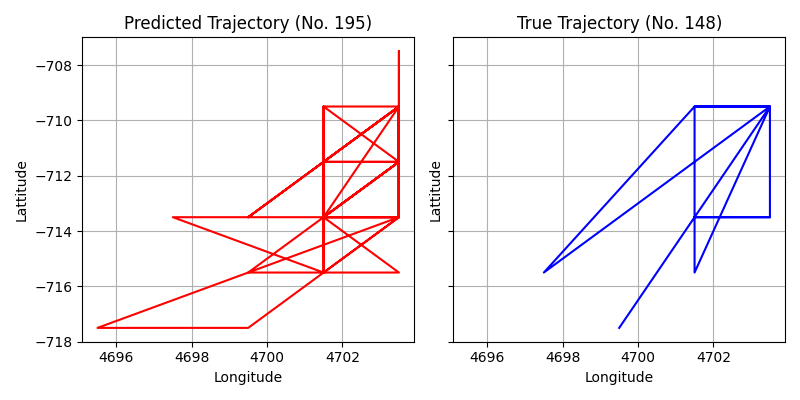 Predicted Trajectory (No. 195)
True Trajectory (No. 148)
−708
−710
−712
−714
−716
−718
Lattitude
Lattitude
4696
4698
4700
4702
4696
4698
4700
4702
Longitude
Longitude